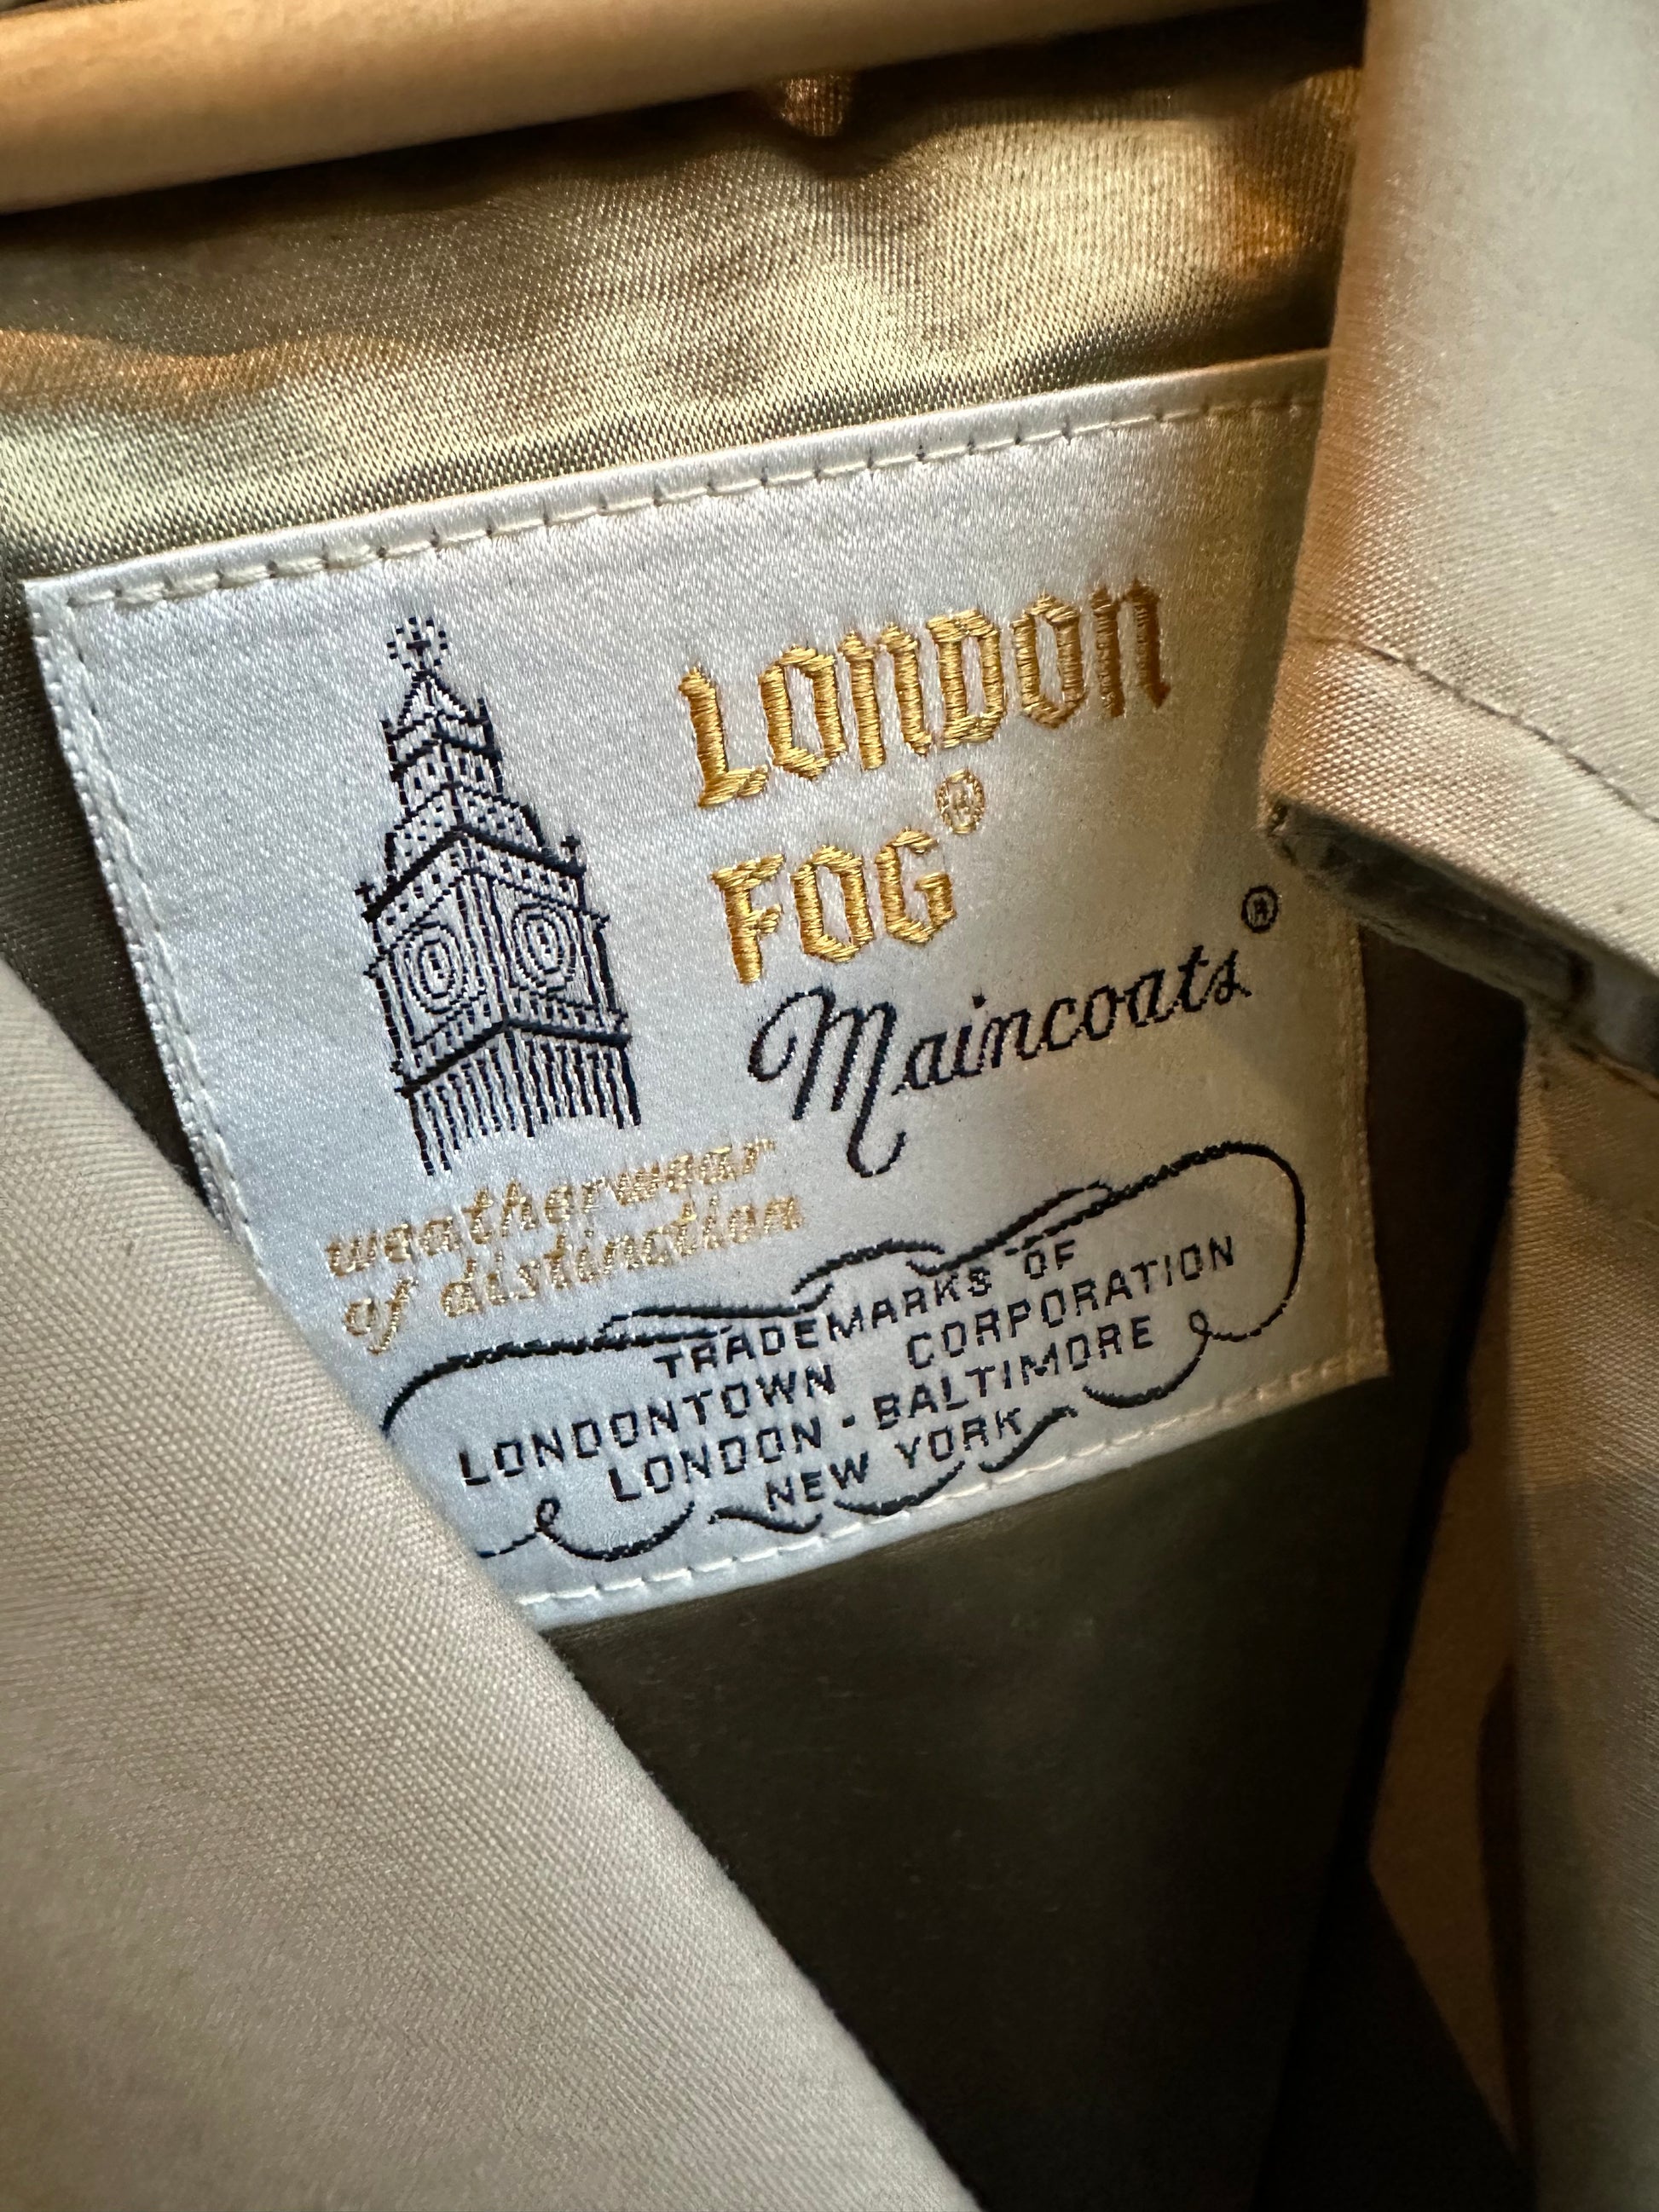 LONDON
FOG®
Maincoats®
weatherwear
of distinction
TRADEMARKS OF
LONDONTOWN CORPORATION
LONDON · BALTIMORE
NEW YORK